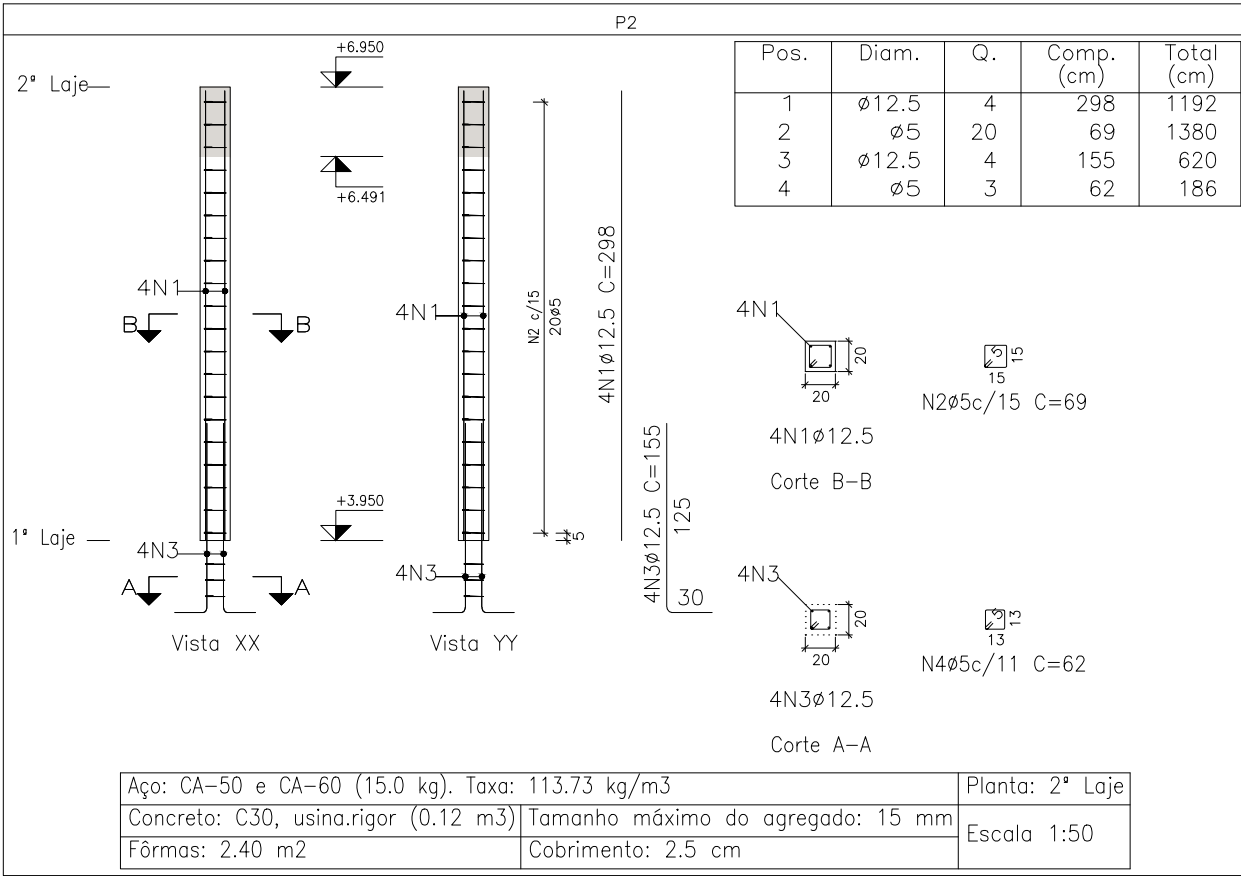 P2
+6.950
2ª Laje
+6.491
4N1
B
B
4N1
N2 c/15
20ø5
4N1ø12.5 C=298
+3.950
1ª Laje
5
4N3
4N3
A
A
4N3ø12.5 C=155
125
30
Vista XX
Vista YY
Pos. Diam. Q. Comp. (cm) Total (cm)
1 ø12.5 4 298 1192
2 ø5 20 69 1380
3 ø12.5 4 155 620
4 ø5 3 62 186
4N1
20
20
4N1ø12.5
Corte B-B
5
15
15
N2ø5c/15 C=69
4N3
20
20
4N3ø12.5
Corte A-A
5
13
13
N4ø5c/11 C=62
Aço: CA-50 e CA-60 (15.0 kg). Taxa: 113.73 kg/m3
Planta: 2ª Laje
Concreto: C30, usina.rigor (0.12 m3)
Tamanho máximo do agregado: 15 mm
Escala 1:50
Fôrmas: 2.40 m2
Cobrimento: 2.5 cm